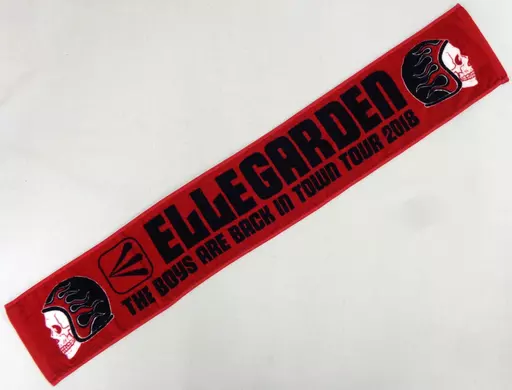 ELLEGARDEN
THE BOYS ARE BACK IN TOWN TOUR 2018